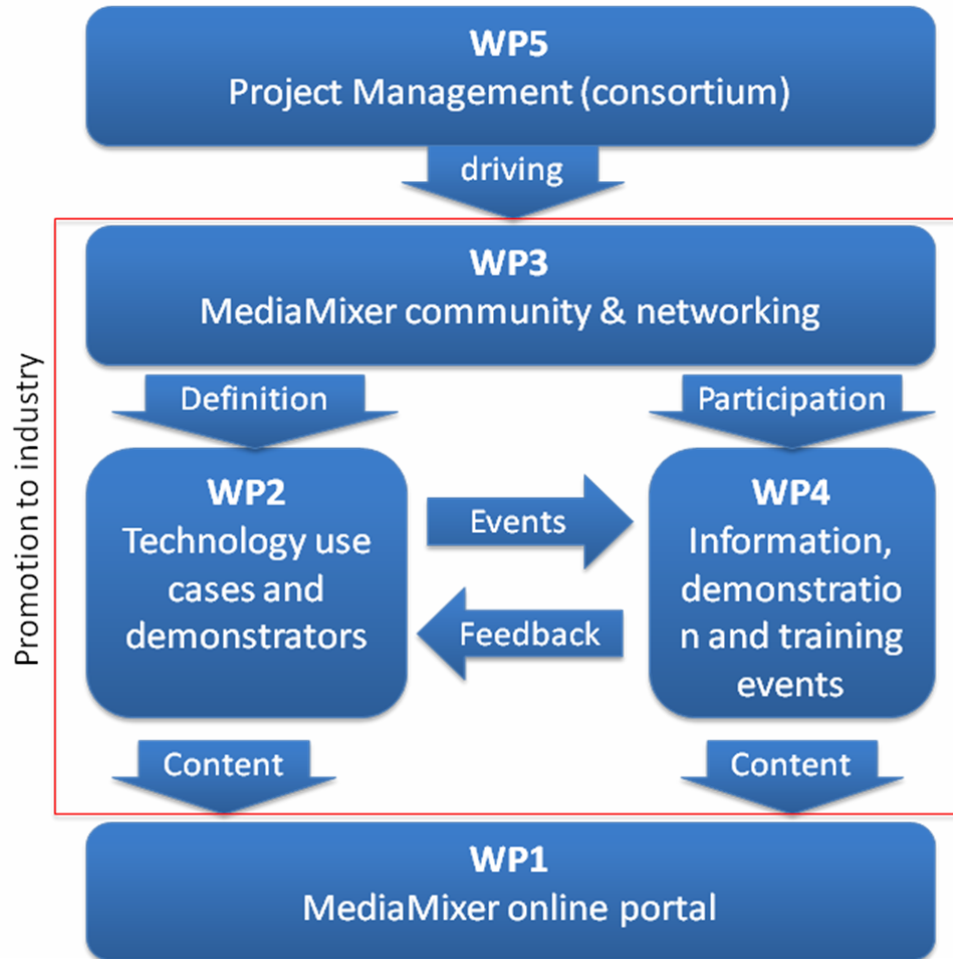 WP5
Project Management (consortium)
driving
Promotion to industry
WP3
MediaMixer community & networking
Definition
Participation
WP2
Technology use
cases and
demonstrators
Events
Feedback
WP4
Information,
demonstratio
n and training
events
Content
Content
WP1
MediaMixer online portal